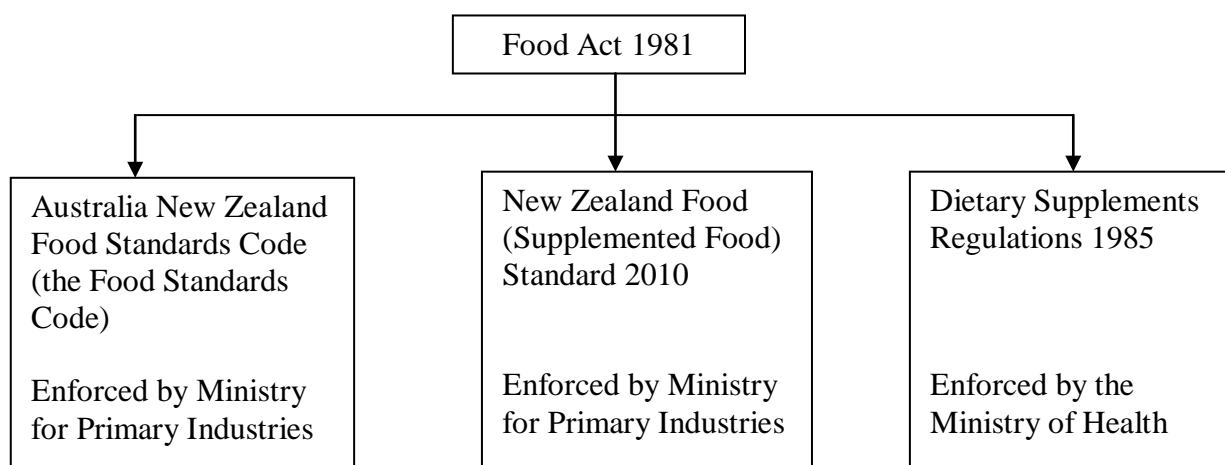 Food Act 1981
Australia New Zealand
Food Standards Code
(the Food Standards
Code)
Enforced by Ministry
for Primary Industries
New Zealand Food
(Supplemented Food)
Standard 2010
Enforced by Ministry
for Primary Industries
Dietary Supplements
Regulations 1985
Enforced by the
Ministry of Health